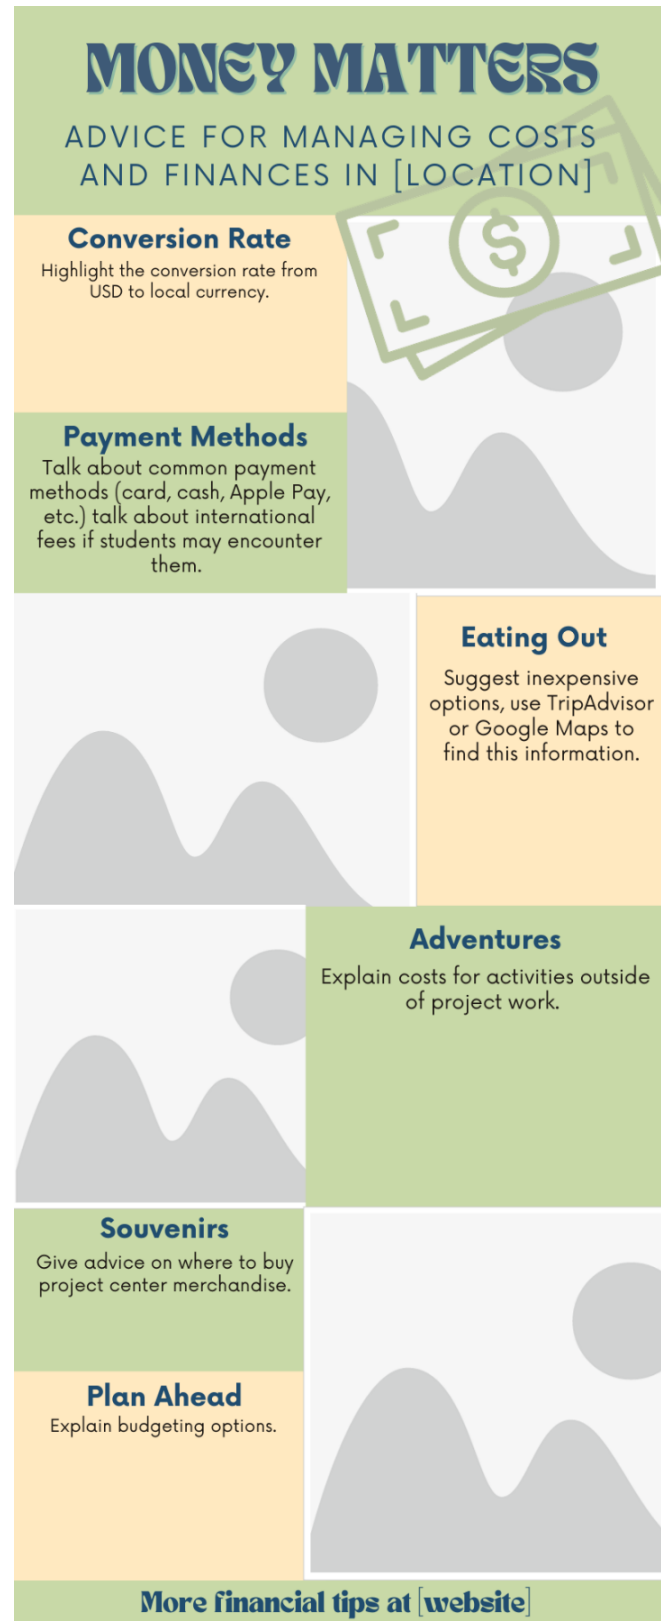 MONEY MATTERS
ADVICE FOR MANAGING COSTS
AND FINANCES IN [LOCATION]
$
Conversion Rate
Highlight the conversion rate from
USD to local currency.
Payment Methods
Talk about common payment
methods (card, cash, Apple Pay,
etc.) talk about international
fees if students may encounter
them.
Eating Out
Suggest inexpensive
options, use TripAdvisor
or Google Maps to
find this information.
Adventures
Explain costs for activities outside
of project work.
Souvenirs
Give advice on where to buy
project center merchandise.
Plan Ahead
Explain budgeting options.
More financial tips at [website]